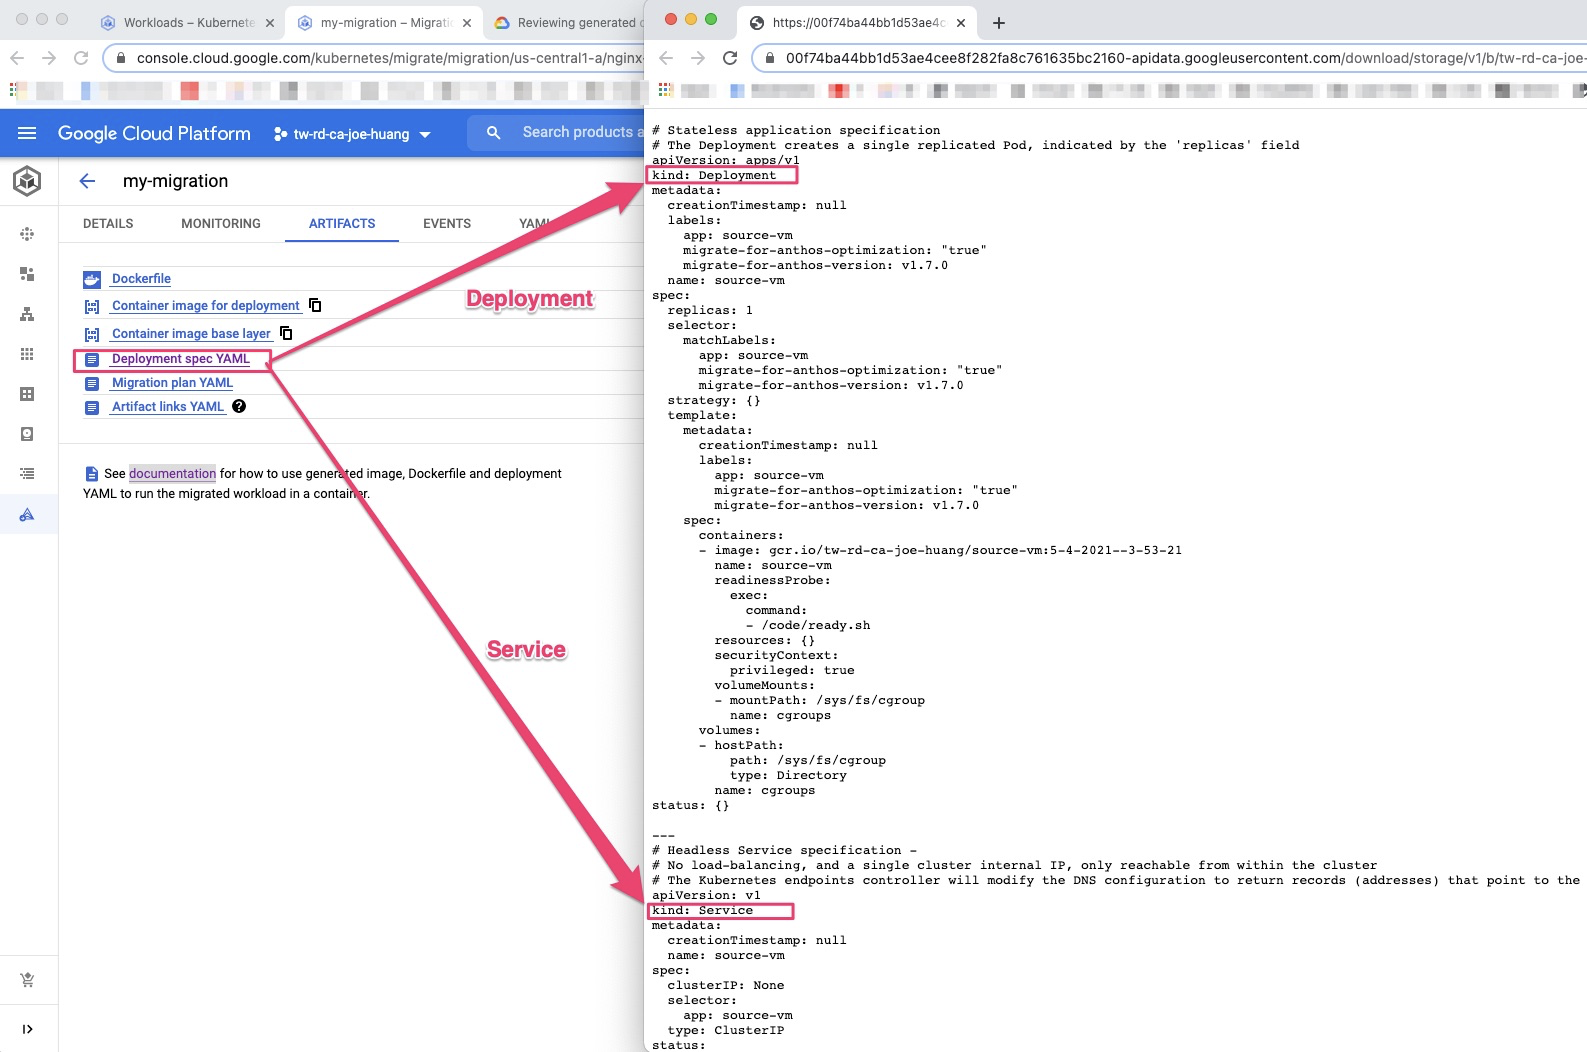 Workloads – Kubernete
my-migration – Migratio
Reviewing generated c
console.cloud.google.com/kubernetes/migrate/migration/us-central1-a/nginx-
Google Cloud Platform
tw-rd-ca-joe-huang
Search products a
my-migration
DETAILS
MONITORING
ARTIFACTS
EVENTS
YAML
Dockerfile
Container image for deployment
Container image base layer
Deployment spec YAML
Migration plan YAML
Artifact links YAML
See documentation for how to use generated image, Dockerfile and deployment
YAML to run the migrated workload in a container.
Deployment
Service
https://00f74ba44bb1d53ae4c
00f74ba44bb1d53ae4cee8f282fa8c761635bc2160-apidata.googleusercontent.com/download/storage/v1/b/tw-rd-ca-joe-
# Stateless application specification
# The Deployment creates a single replicated Pod, indicated by the 'replicas' field
apiVersion: apps/v1
kind: Deployment
metadata:
  creationTimestamp: null
  labels:
    app: source-vm
    migrate-for-anthos-optimization: "true"
    migrate-for-anthos-version: v1.7.0
  name: source-vm
spec:
  replicas: 1
  selector:
    matchLabels:
      app: source-vm
      migrate-for-anthos-optimization: "true"
      migrate-for-anthos-version: v1.7.0
  strategy: {}
  template:
    metadata:
      creationTimestamp: null
      labels:
        app: source-vm
        migrate-for-anthos-optimization: "true"
        migrate-for-anthos-version: v1.7.0
    spec:
      containers:
      - image: gcr.io/tw-rd-ca-joe-huang/source-vm:5-4-2021--3-53-21
        name: source-vm
        readinessProbe:
          exec:
            command:
            - /code/ready.sh
        resources: {}
        securityContext:
          privileged: true
        volumeMounts:
        - mountPath: /sys/fs/cgroup
          name: cgroups
      volumes:
      - hostPath:
          path: /sys/fs/cgroup
          type: Directory
        name: cgroups
status: {}
---
# Headless Service specification -
# No load-balancing, and a single cluster internal IP, only reachable from within the cluster
# The Kubernetes endpoints controller will modify the DNS configuration to return records (addresses) that point to the
apiVersion: v1
kind: Service
metadata:
  creationTimestamp: null
  name: source-vm
spec:
  clusterIP: None
  selector:
    app: source-vm
  type: ClusterIP
status: